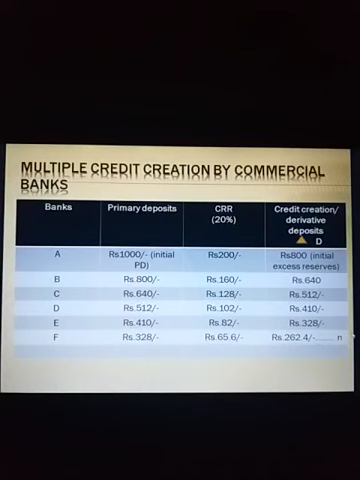 MULTIPLE CREDIT CREATION BY COMMERCIAL
BANKS
Banks Primary deposits CRR (20%) Credit creation/ derivative deposits D
A Rs1000/- (initial PD) Rs200/- Rs800 (initial excess reserves)
B Rs.800/- Rs.160/- Rs.640
C Rs.640/- Rs.128/- Rs.512/-
D Rs.512/- Rs.102/- Rs.410/-
E Rs.410/- Rs.82/- Rs.328/-
F Rs.328/- Rs.65.6/- Rs.262.4/-....... n